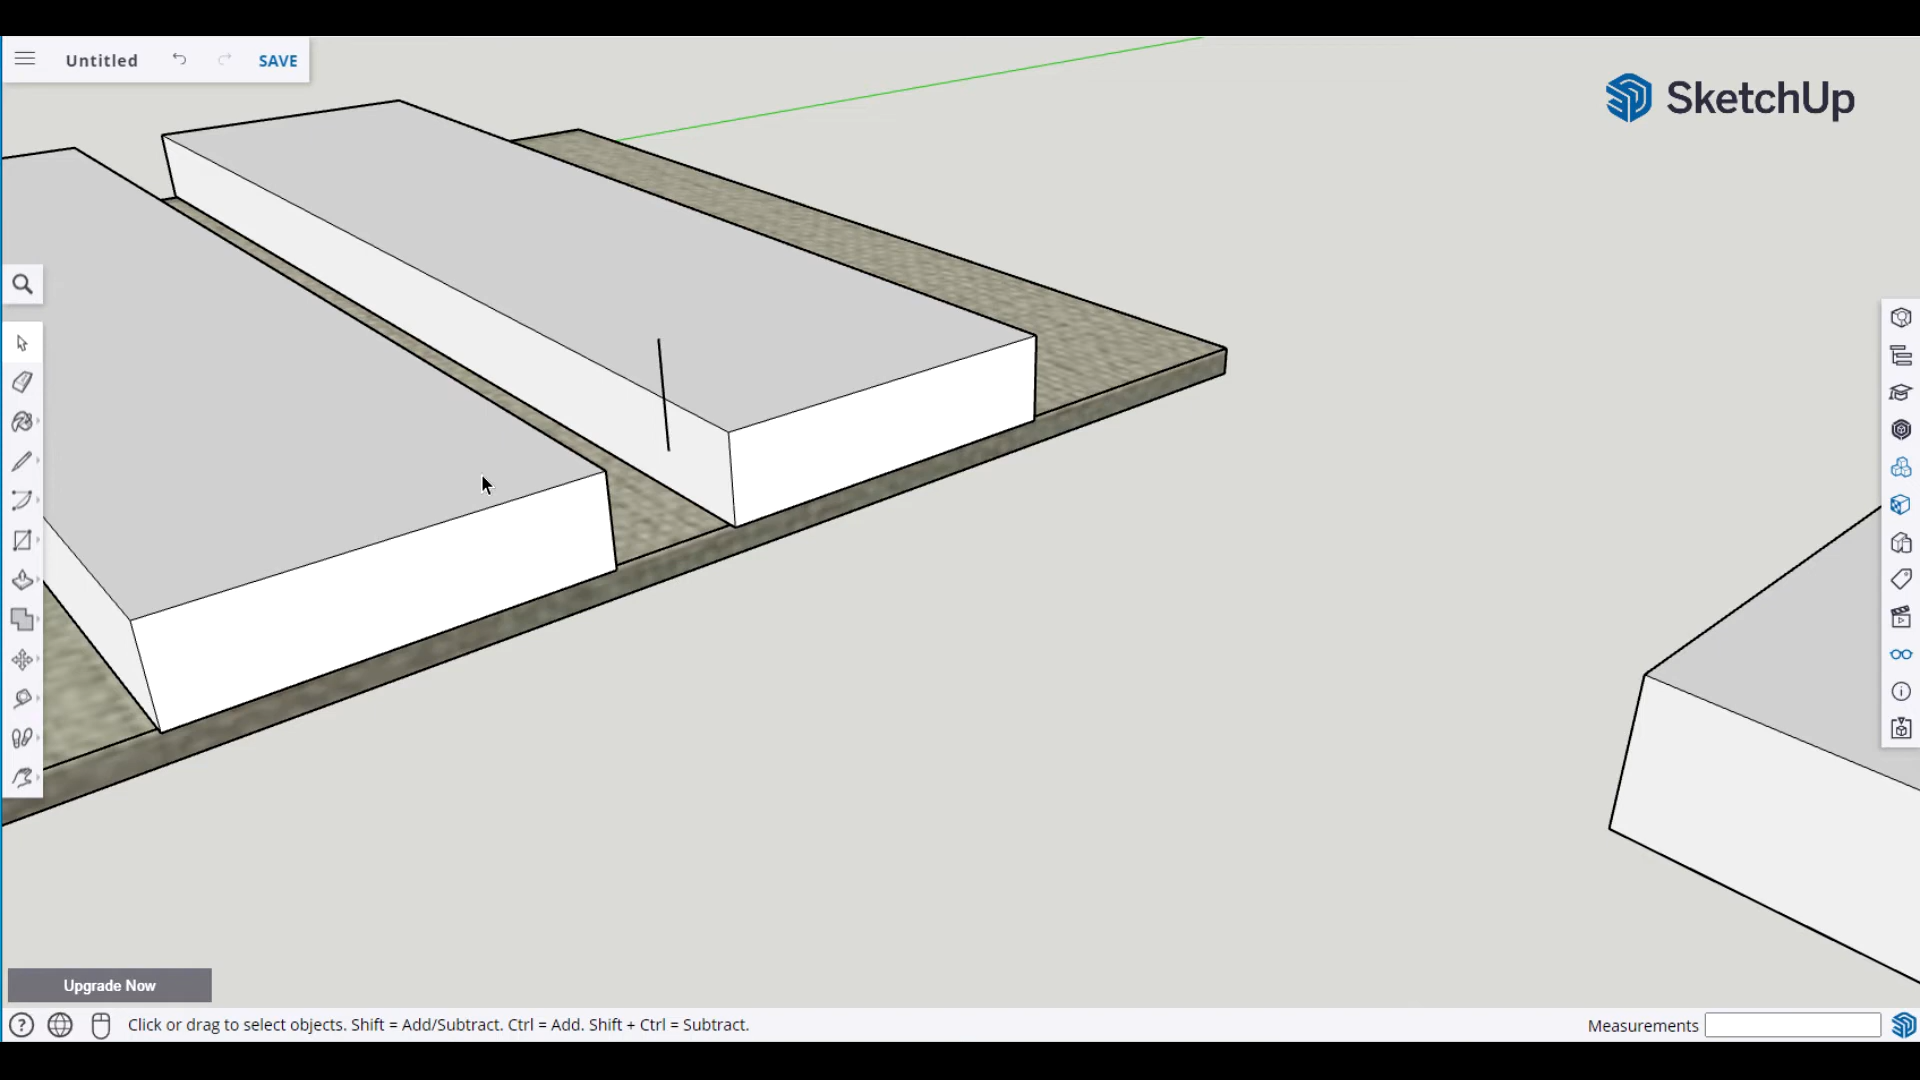 Untitled
SAVE
SketchUp
Upgrade Now
Click or drag to select objects. Shift = Add/Subtract. Ctrl = Add. Shift + Ctrl = Subtract.
Measurements